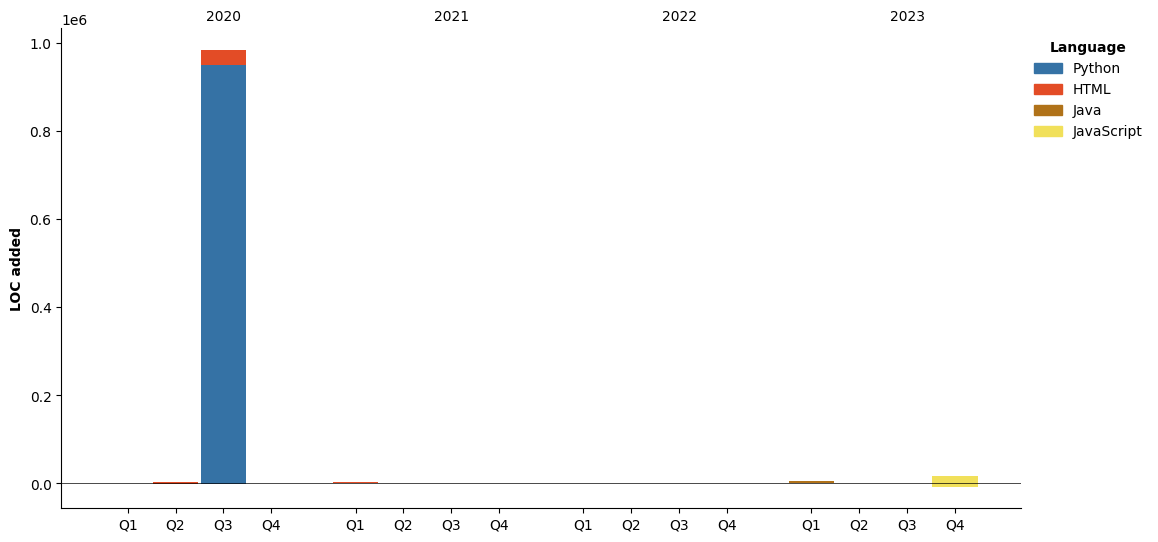 2020 2021 2022 2023
1e6
1.0
0.8
0.6
0.4
0.2
0.0
LOC added
Q1 Q2 Q3 Q4 Q1 Q2 Q3 Q4 Q1 Q2 Q3 Q4 Q1 Q2 Q3 Q4
Language
Python
HTML
Java
JavaScript